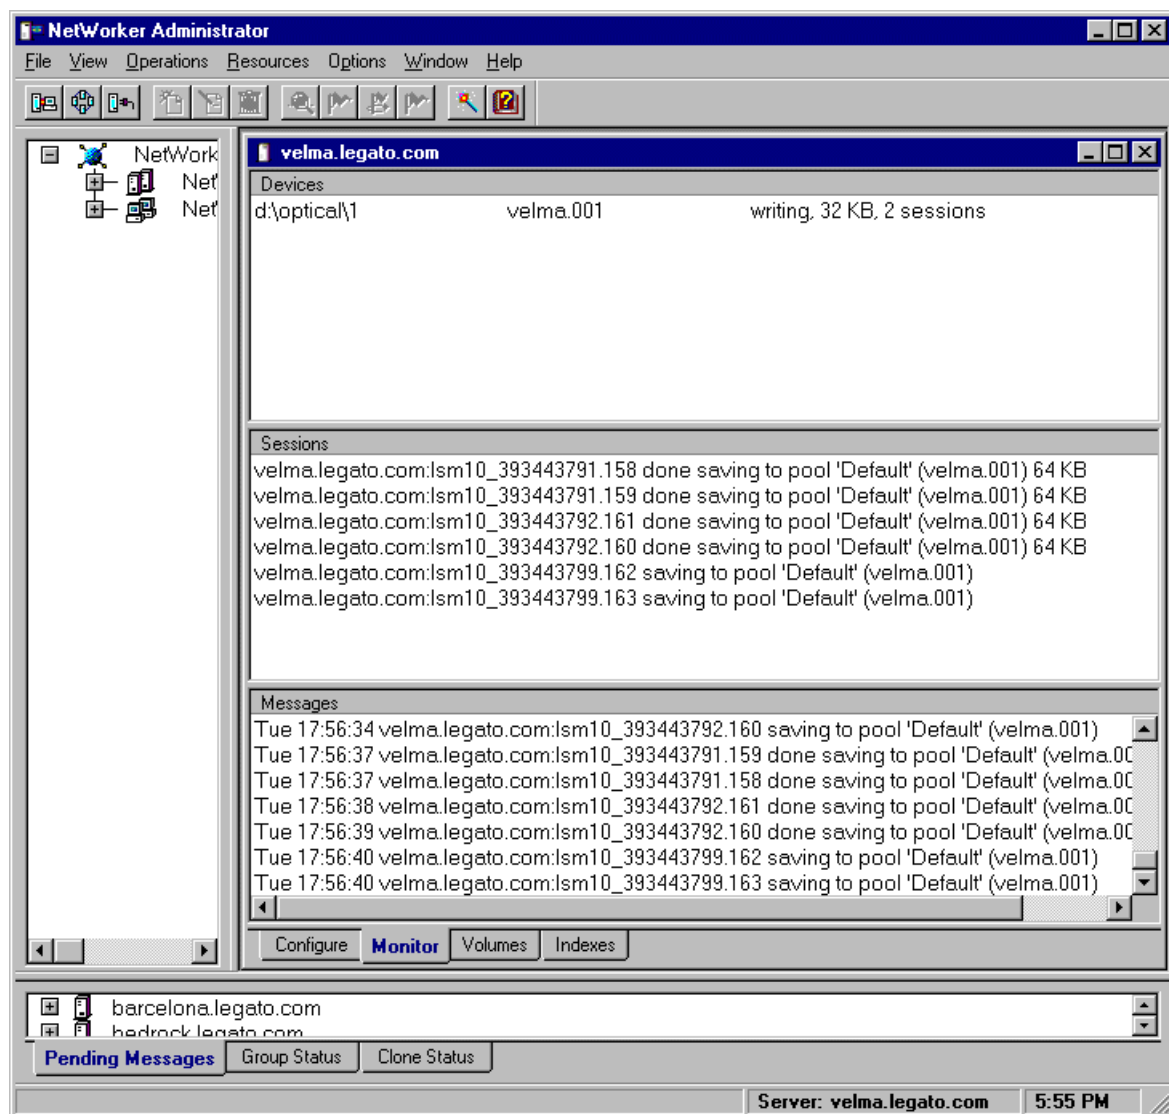 NetWorker Administrator
File View Operations Resources Options Window Help
NetWork
Net
Net
velma.legato.com
Devices
d:\optical\1 velma.001 writing, 32 KB, 2 sessions
Sessions
velma.legato.com:lsm10_393443791.158 done saving to pool 'Default' (velma.001) 64 KB
velma.legato.com:lsm10_393443791.159 done saving to pool 'Default' (velma.001) 64 KB
velma.legato.com:lsm10_393443792.161 done saving to pool 'Default' (velma.001) 64 KB
velma.legato.com:lsm10_393443792.160 done saving to pool 'Default' (velma.001) 64 KB
velma.legato.com:lsm10_393443799.162 saving to pool 'Default' (velma.001)
velma.legato.com:lsm10_393443799.163 saving to pool 'Default' (velma.001)
Messages
Tue 17:56:34 velma.legato.com:lsm10_393443792.160 saving to pool 'Default' (velma.001)
Tue 17:56:37 velma.legato.com:lsm10_393443791.159 done saving to pool 'Default' (velma.00
Tue 17:56:37 velma.legato.com:lsm10_393443791.158 done saving to pool 'Default' (velma.00
Tue 17:56:38 velma.legato.com:lsm10_393443792.161 done saving to pool 'Default' (velma.00
Tue 17:56:39 velma.legato.com:lsm10_393443792.160 done saving to pool 'Default' (velma.00
Tue 17:56:40 velma.legato.com:lsm10_393443799.162 saving to pool 'Default' (velma.001)
Tue 17:56:40 velma.legato.com:lsm10_393443799.163 saving to pool 'Default' (velma.001)
Configure Monitor Volumes Indexes
barcelona.legato.com
bedrock.legato.com
Pending Messages Group Status Clone Status
Server: velma.legato.com 5:55 PM